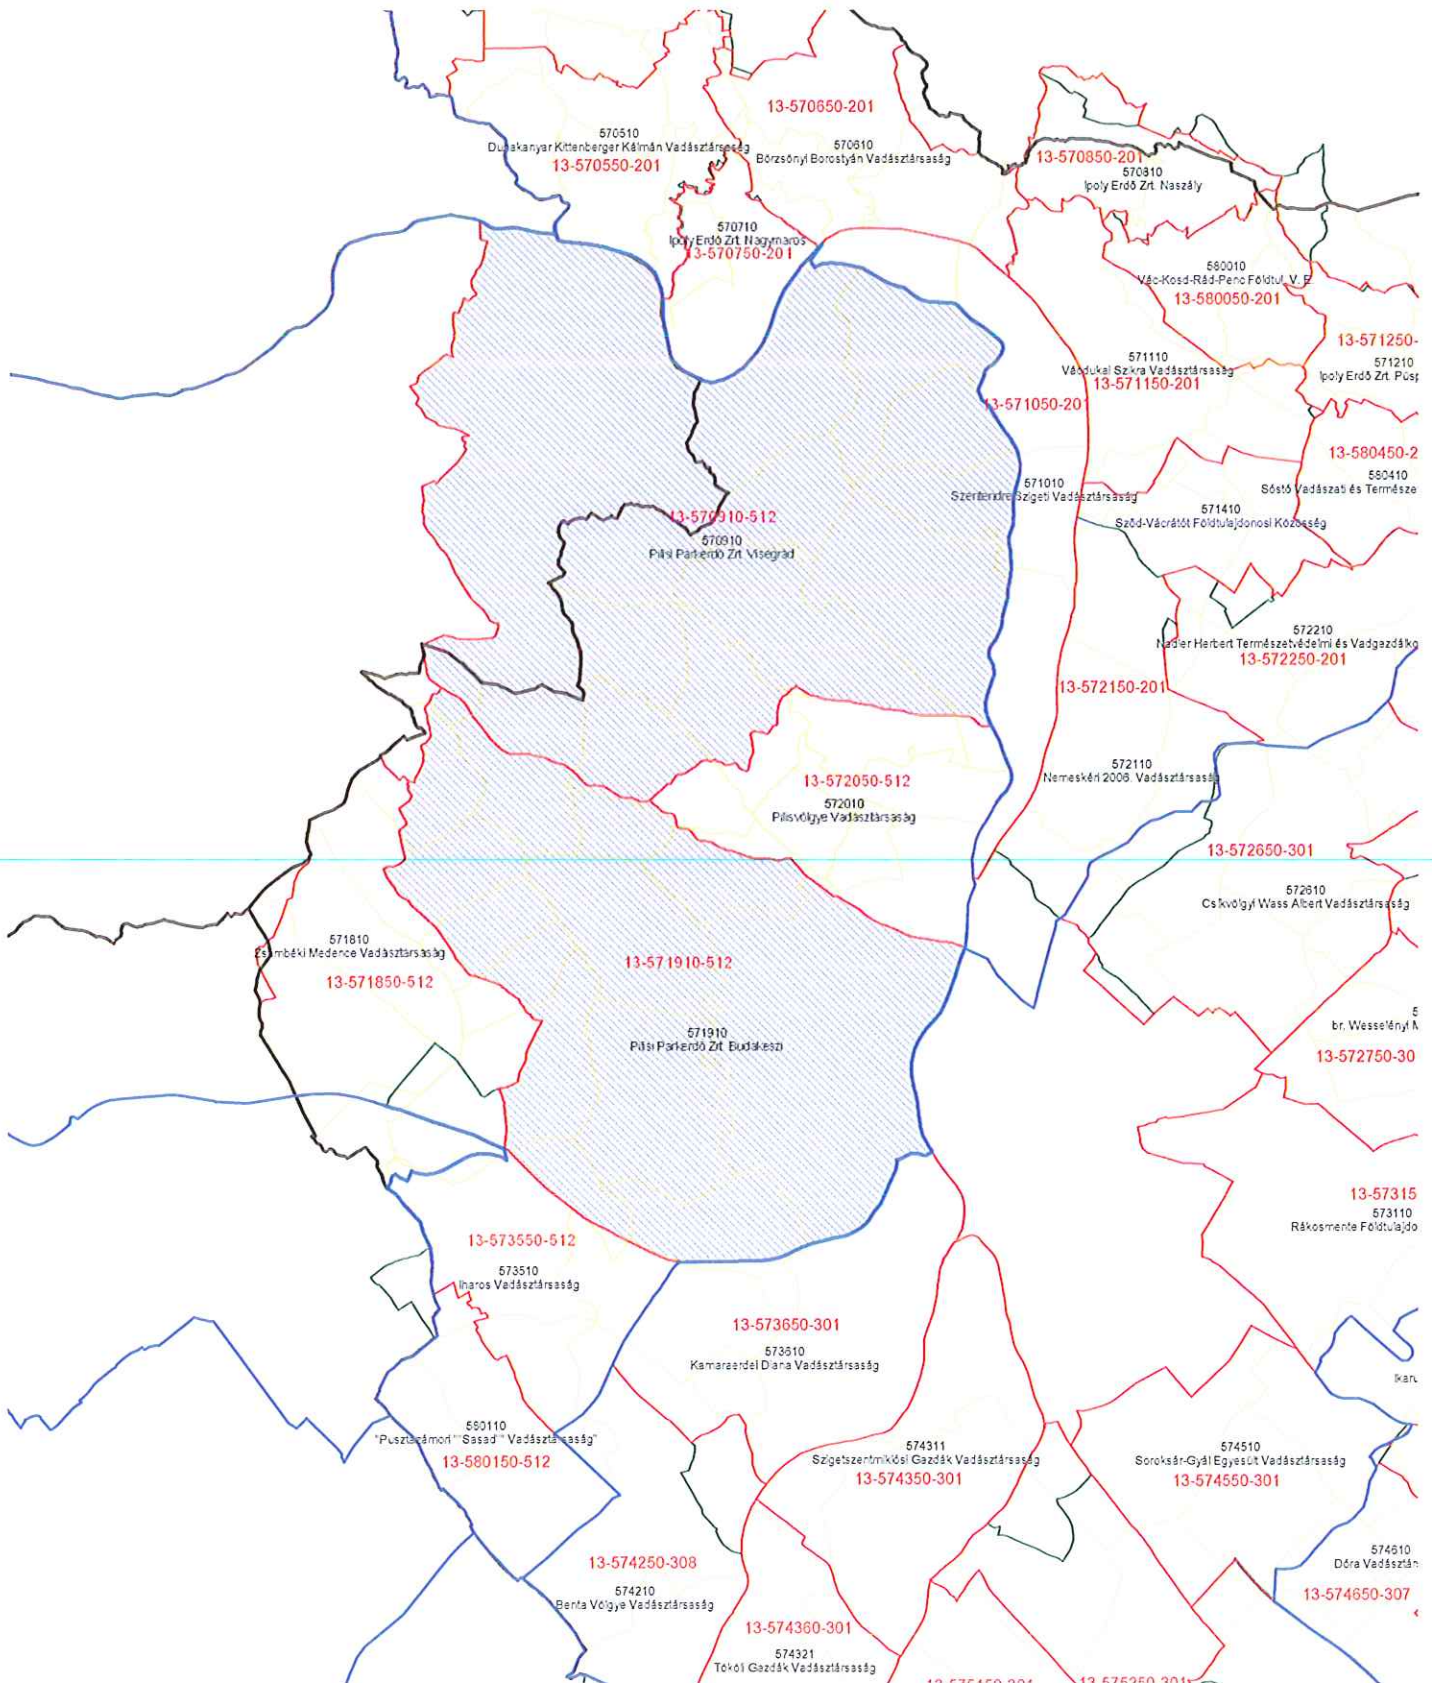 13-570650-201
570510
Dunakanyar Kittenberger Kálmán Vadásztársaság
13-570550-201
570610
Börzsönyi Borostyán Vadásztársaság
13-570850-201
570810
Ipoly Erdő Zrt. Naszály
570710
Ipoly Erdő Zrt. Nagymaros
13-570750-201
580010
Vác-Kosd-Rád-Penc Földtul. V. E.
13-580050-201
13-571250-
571210
Ipoly Erdő Zrt. Püsp
571110
Vácdukai Szikra Vadásztársaság
13-571150-201
13-571050-201
13-580450-2
580410
Sóstó Vadászati és Természe
571010
Szentendre Szigeti Vadásztársaság
571410
Sződ-Vácrátót Földtulajdonosi Közösség
13-570910-512
570910
Pilisi Parkerdő Zrt. Visegrád
572210
Nadler Herbert Természetvédelmi és Vadgazdálko
13-572250-201
13-572150-201
572110
Nemeskéri 2006. Vadásztársaság
13-572050-512
572010
Pilisvölgye Vadásztársaság
13-572650-301
572610
Csíkvölgyi Wass Albert Vadásztársaság
571810
Zsámbéki Medence Vadásztársaság
13-571850-512
13-571910-512
571910
Pilisi Parkerdő Zrt. Budakeszi
5
br. Wesselényi M
13-572750-30
13-57315
573110
Rákosmente Földtulajdo
13-573550-512
573510
Iharos Vadásztársaság
13-573650-301
573610
Kamaraerdei Diana Vadásztársaság
Ikaru
580110
"Pusztazámori ""Sasad"" Vadásztársaság"
13-580150-512
574311
Szigetszentmiklósi Gazdák Vadásztársaság
13-574350-301
574510
Soroksár-Gyál Egyesült Vadásztársaság
13-574550-301
13-574250-308
574210
Benta Völgye Vadásztársaság
574610
Dóra Vadásztár
13-574650-307
13-574360-301
574321
Tököli Gazdák Vadásztársaság
13-575250-301